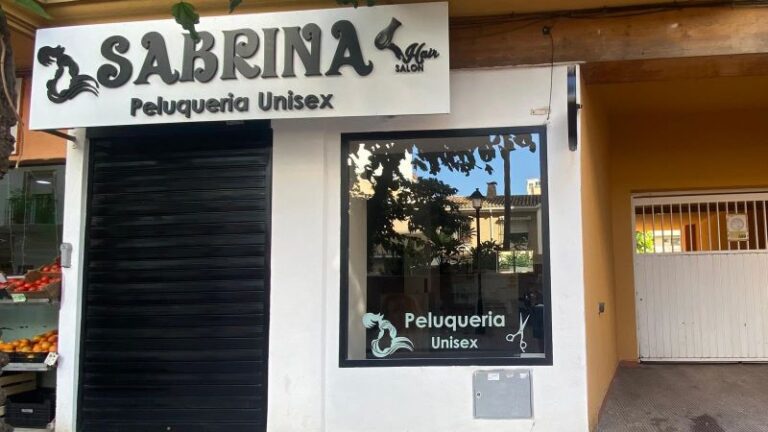 SABRINA
Hair
SALON
Peluqueria Unisex
Peluqueria
Unisex